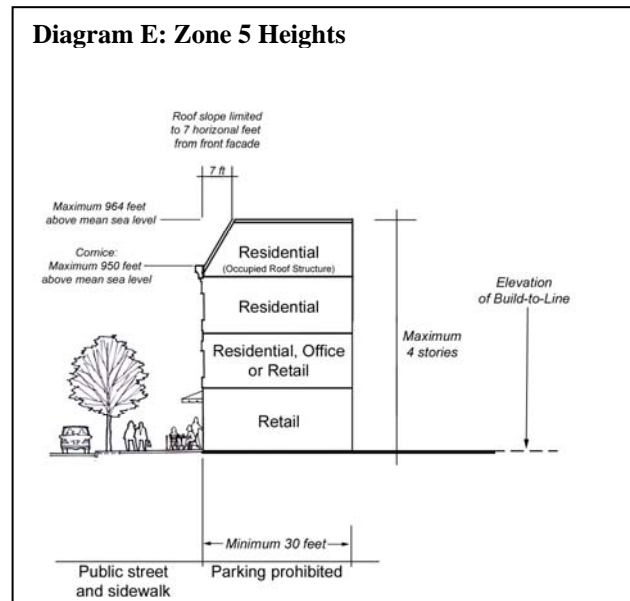 Diagram E: Zone 5 Heights
Roof slope limited
to 7 horizonal feet
from front facade
7 ft
Maximum 964 feet
above mean sea level
Cornice:
Maximum 950 feet
above mean sea level
Residential
(Occupied Roof Structure)
Residential
Residential, Office
or Retail
Retail
Maximum
4 stories
Elevation
of Build-to-Line
Minimum 30 feet
Public street
and sidewalk
Parking prohibited